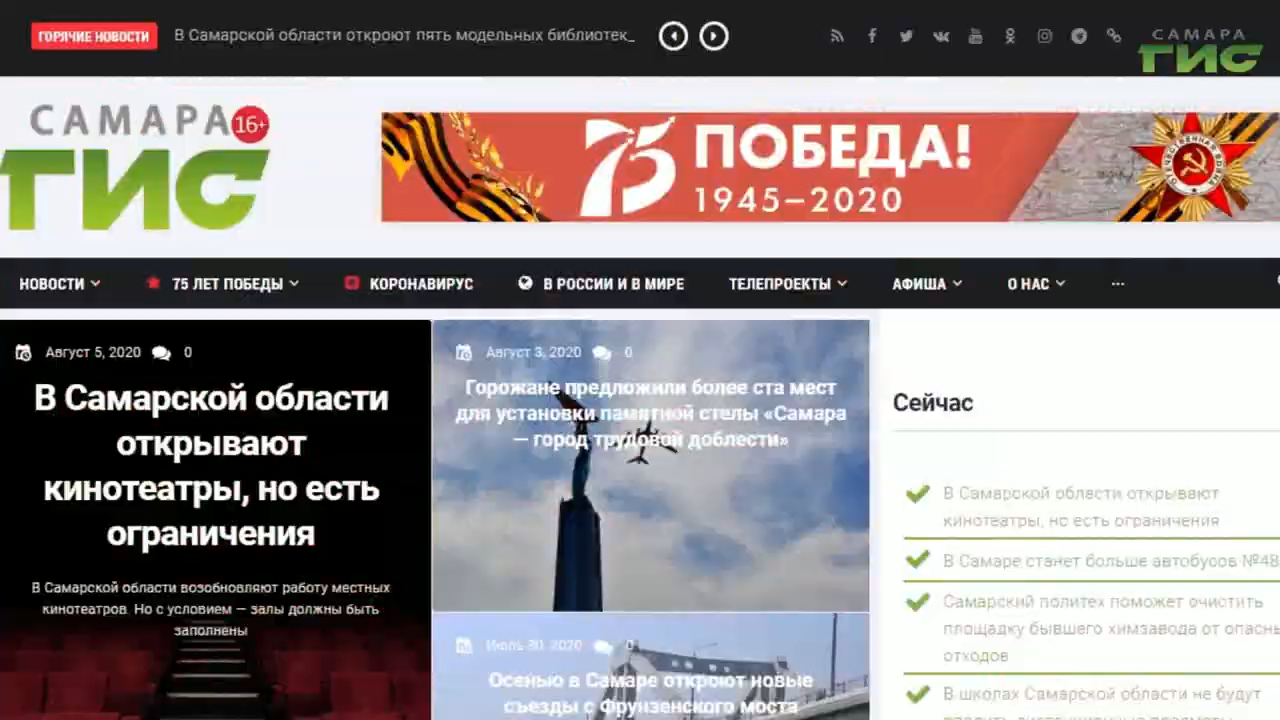 ГОРЯЧИЕ НОВОСТИ
В Самарской области откроют пять модельных библиотек_
САМАРА
ГИС
САМАРА
16+
ГИС
75 ПОБЕДА!
1945–2020
ОТЕЧЕСТВЕННАЯ ВОЙНА
НОВОСТИ
75 ЛЕТ ПОБЕДЫ
КОРОНАВИРУС
В РОССИИ И В МИРЕ
ТЕЛЕПРОЕКТЫ
АФИША
О НАС
...
Август 5, 2020 0
В Самарской области
открывают
кинотеатры, но есть
ограничения
В Самарской области возобновляют работу местных
кинотеатров. Но с условием — залы должны быть
заполнены
Август 3, 2020 0
Горожане предложили более ста мест
для установки памятной стелы «Самара
— город трудовой доблести»
Июль 30, 2020 0
Осенью в Самаре откроют новые
съезды с Фрунзенского моста
Сейчас
В Самарской области открывают
кинотеатры, но есть ограничения
В Самаре станет больше автобусов №48
Самарский политех поможет очистить
площадку бывшего химзавода от опасн
отходов
В школах Самарской области не будут